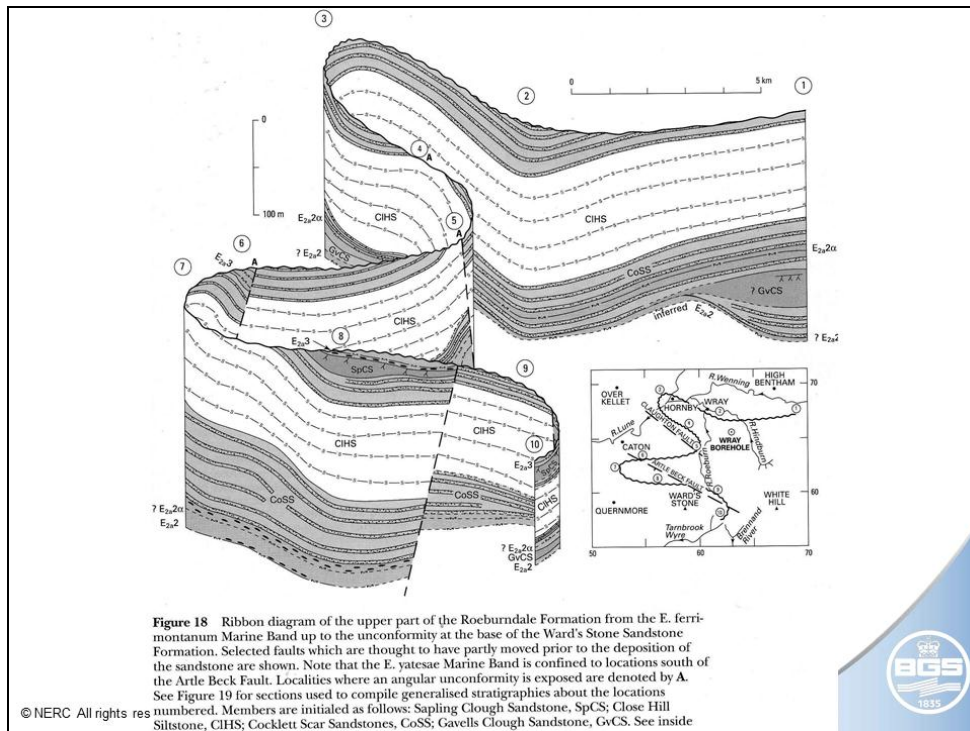 3
0
5 km
1
2
0
100 m
4
A
ClHS
5
A
ClHS
E2a2α
E2a2α
GvCS
? E2a2
6
A
E2a3
7
CoSS
? GvCS
inferred E2a2
? E2a2
ClHS
8
E2a3
SpCS
9
ClHS
ClHS
10
E2a3
SpCS
CoSS
CoSS
ClHS
? E2a2α
E2a2
? E2a2α
GvCS
E2a2
OVER
KELLET
R.Wenning
HIGH
BENTHAM
70
HORNBY
WRAY
CLAUGHTON FAULT
R.Lune
WRAY
BOREHOLE
R.Hindburn
R.Roeburn
CATON
ARTLE BECK FAULT
WARD'S
STONE
WHITE
HILL
60
QUERNMORE
Tarnbrook
Wyre
Brennand
River
50
60
70
Figure 18 Ribbon diagram of the upper part of the Roeburndale Formation from the E. ferri-
montanum Marine Band up to the unconformity at the base of the Ward's Stone Sandstone
Formation. Selected faults which are thought to have partly moved prior to the deposition of
the sandstone are shown. Note that the E. yatesae Marine Band is confined to locations south of
the Artle Beck Fault. Localities where an angular unconformity is exposed are denoted by A.
See Figure 19 for sections used to compile generalised stratigraphies about the locations
numbered. Members are initialed as follows: Sapling Clough Sandstone, SpCS; Close Hill
Siltstone, ClHS; Cocklett Scar Sandstones, CoSS; Gavells Clough Sandstone, GvCS. See inside
© NERC All rights res
BGS
1835